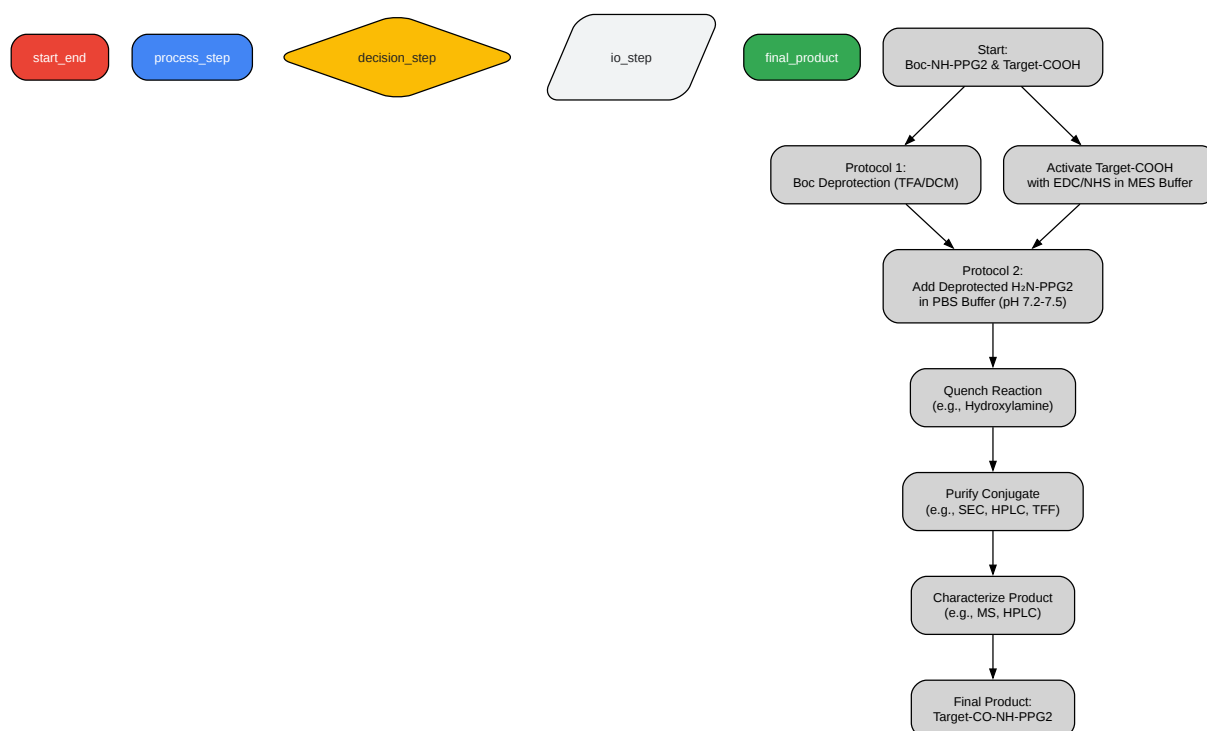 start_end
process_step
decision_step
io_step
final_product
Start:
Boc-NH-PPG2 & Target-COOH
Protocol 1:
Boc Deprotection (TFA/DCM)
Activate Target-COOH
with EDC/NHS in MES Buffer
Protocol 2:
Add Deprotected H₂N-PPG2
in PBS Buffer (pH 7.2-7.5)
Quench Reaction
(e.g., Hydroxylamine)
Purify Conjugate
(e.g., SEC, HPLC, TFF)
Characterize Product
(e.g., MS, HPLC)
Final Product:
Target-CO-NH-PPG2